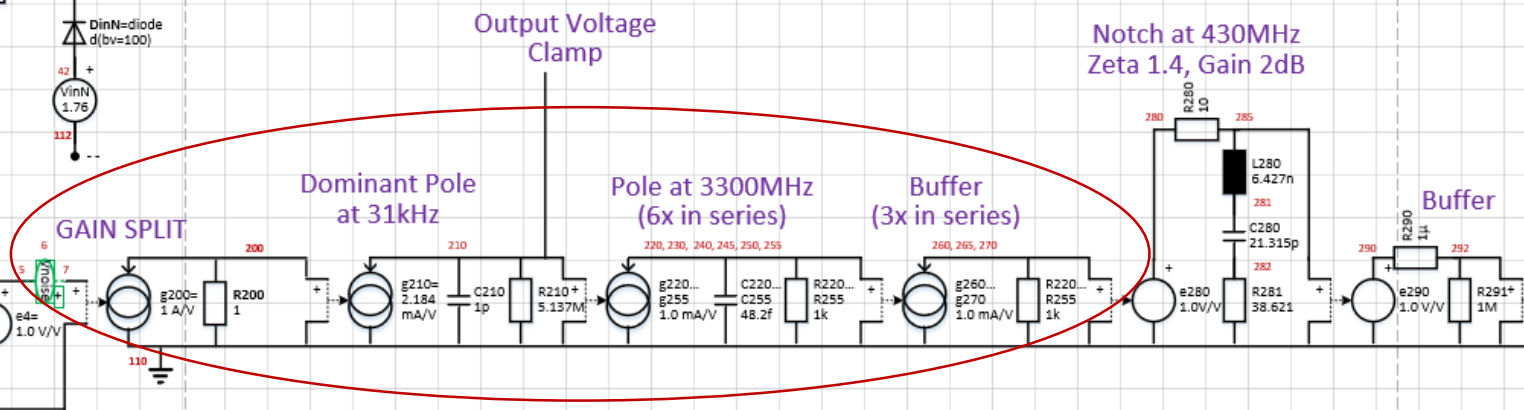 DinN=diode
d(bv=100)
42
+
VinN
1.76
112
--
Output Voltage
Clamp
Notch at 430MHz
Zeta 1.4, Gain 2dB
R280
10
280
285
L280
6.427n
281
C280
21.315p
282
R281
38.621
Dominant Pole
at 31kHz
Pole at 3300MHz
(6x in series)
Buffer
(3x in series)
Buffer
GAIN SPLIT
6
5
7
Vnoise
+
+
+
e4=
1.0 V/V
200
g200=
1 A/V
R200
1
110
+
210
g210=
2.184
mA/V
C210
1p
R210
5.137M
+
220, 230, 240, 245, 250, 255
g220...
g255
1.0 mA/V
C220...
C255
48.2f
R220...
R255
1k
+
260, 265, 270
g260...
g270
1.0 mA/V
R220...
R255
1k
+
+
e280
1.0V/V
+
290
R290
1µ
292
+
e290
1.0 V/V
R291
1M
+